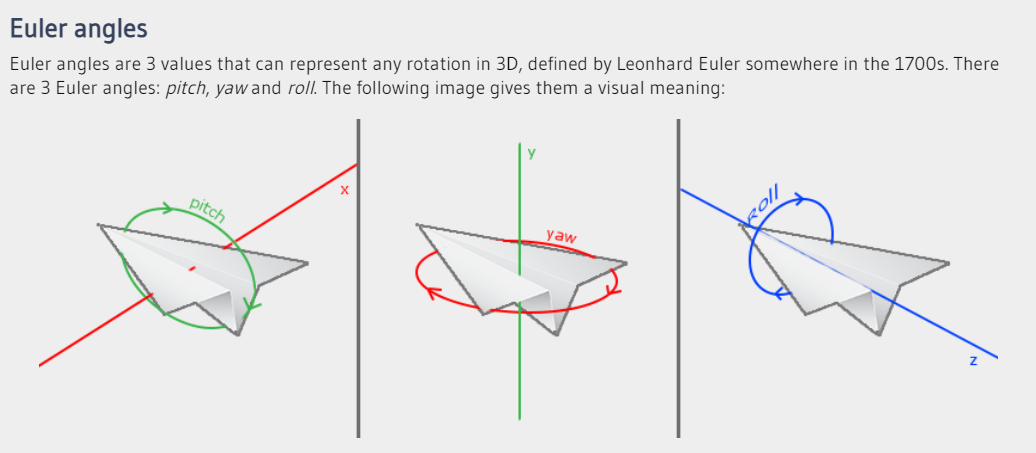 Euler angles
Euler angles are 3 values that can represent any rotation in 3D, defined by Leonhard Euler somewhere in the 1700s. There
are 3 Euler angles: pitch, yaw and roll. The following image gives them a visual meaning:
pitch
x
y
yaw
Roll
z